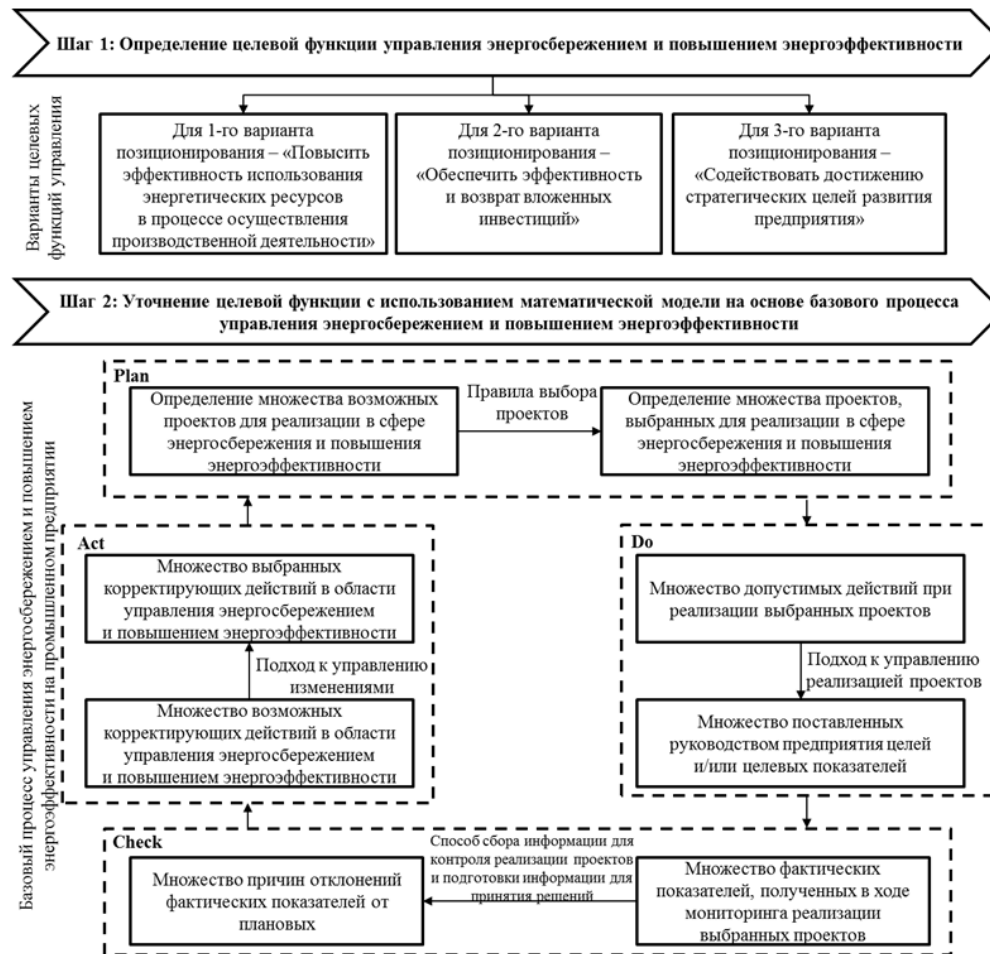 Шаг 1: Определение целевой функции управления энергосбережением и повышением энергоэффективности
Варианты целевых
функций управления
Для 1-го варианта
позиционирования – «Повысить
эффективность использования
энергетических ресурсов
в процессе осуществления
производственной деятельности»
Для 2-го варианта
позиционирования –
«Обеспечить эффективность
и возврат вложенных
инвестиций»
Для 3-го варианта
позиционирования –
«Содействовать достижению
стратегических целей развития
предприятия»
Шаг 2: Уточнение целевой функции с использованием математической модели на основе базового процесса
управления энергосбережением и повышением энергоэффективности
Базовый процесс управления энергосбережением и повышением
энергоэффективности на промышленном предприятии
Plan
Определение множества возможных
проектов для реализации в сфере
энергосбережения и повышения
энергоэффективности
Правила выбора
проектов
Определение множества проектов,
выбранных для реализации в сфере
энергосбережения и повышения
энергоэффективности
Act
Множество выбранных
корректирующих действий в области
управления энергосбережением
и повышением энергоэффективности
Подход к управлению
изменениями
Множество возможных
корректирующих действий в области
управления энергосбережением
и повышением энергоэффективности
Do
Множество допустимых действий при
реализации выбранных проектов
Подход к управлению
реализацией проектов
Множество поставленных
руководством предприятия целей
и/или целевых показателей
Check
Множество причин отклонений
фактических показателей от
плановых
Способ сбора информации для
контроля реализации проектов
и подготовки информации для
принятия решений
Множество фактических
показателей, полученных в ходе
мониторинга реализации
выбранных проектов